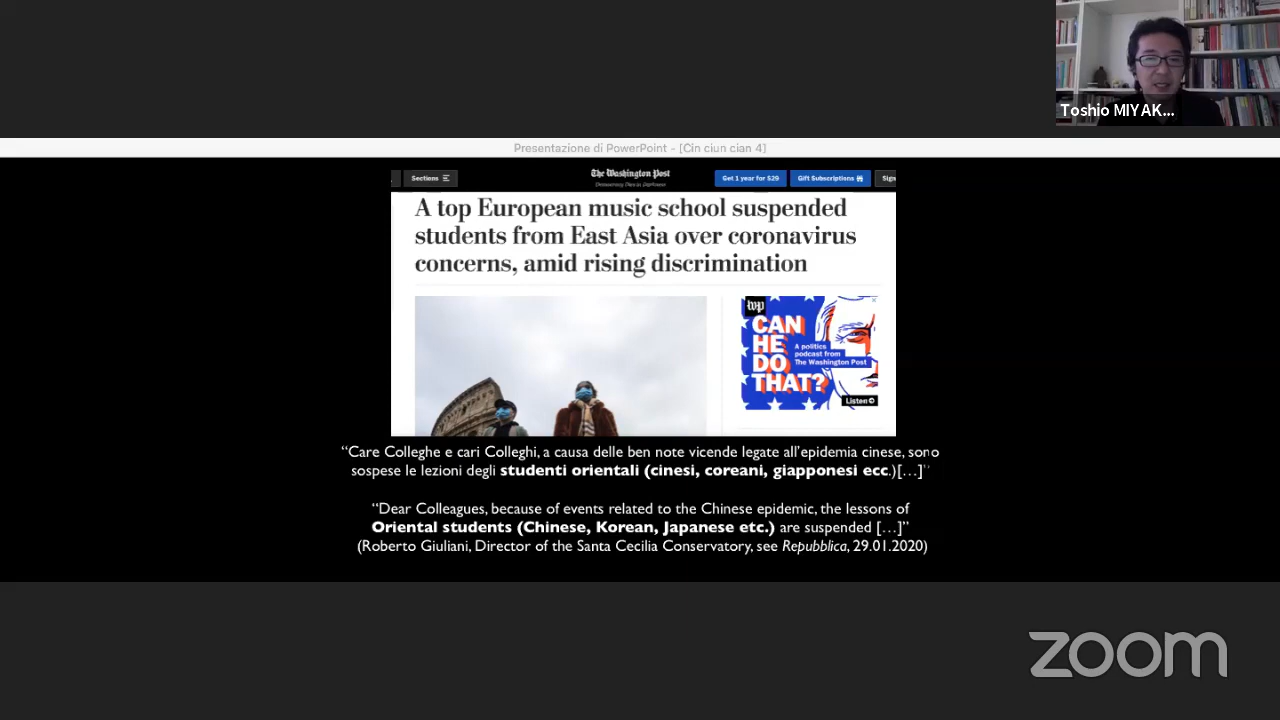 Toshio MIYAK...
Presentazione di PowerPoint - [Cin ciun cian 4]
Sections
The Washington Post
Democracy Dies in Darkness
Get 1 year for $29
Gift Subscriptions
Sign
A top European music school suspended
students from East Asia over coronavirus
concerns, amid rising discrimination
wp
CAN
HE
DO
THAT?
A politics
podcast from
The Washington Post
Listen
“Care Colleghe e cari Colleghi, a causa delle ben note vicende legate all’epidemia cinese, sono
sospese le lezioni degli studenti orientali (cinesi, coreani, giapponesi ecc.)[…]”
“Dear Colleagues, because of events related to the Chinese epidemic, the lessons of
Oriental students (Chinese, Korean, Japanese etc.) are suspended […]”
(Roberto Giuliani, Director of the Santa Cecilia Conservatory, see Repubblica, 29.01.2020)
zoom